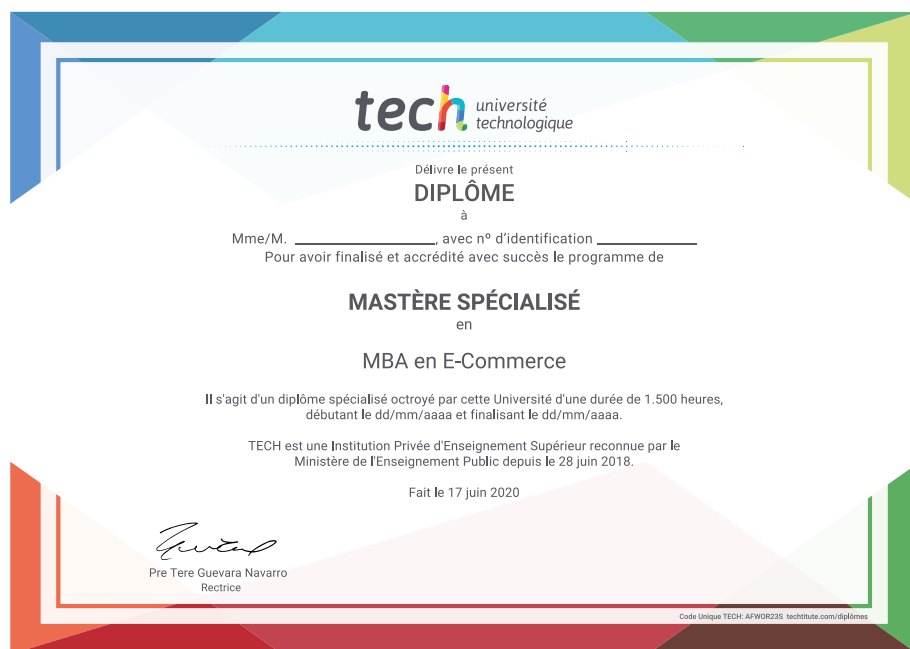 tech université
technologique
Délivre le présent
DIPLÔME
à
Mme/M. ____________________, avec nº d'identification ______________
Pour avoir finalisé et accrédité avec succès le programme de
MASTÈRE SPÉCIALISÉ
en
MBA en E-Commerce
Il s'agit d'un diplôme spécialisé octroyé par cette Université d'une durée de 1.500 heures,
débutant le dd/mm/aaaa et finalisant le dd/mm/aaaa.
TECH est une Institution Privée d'Enseignement Supérieur reconnue par le
Ministère de l'Enseignement Public depuis le 28 juin 2018.
Fait le 17 juin 2020
Pre Tere Guevara Navarro
Rectrice
Code Unique TECH: AFWOR23S techtitute.com/diplômes